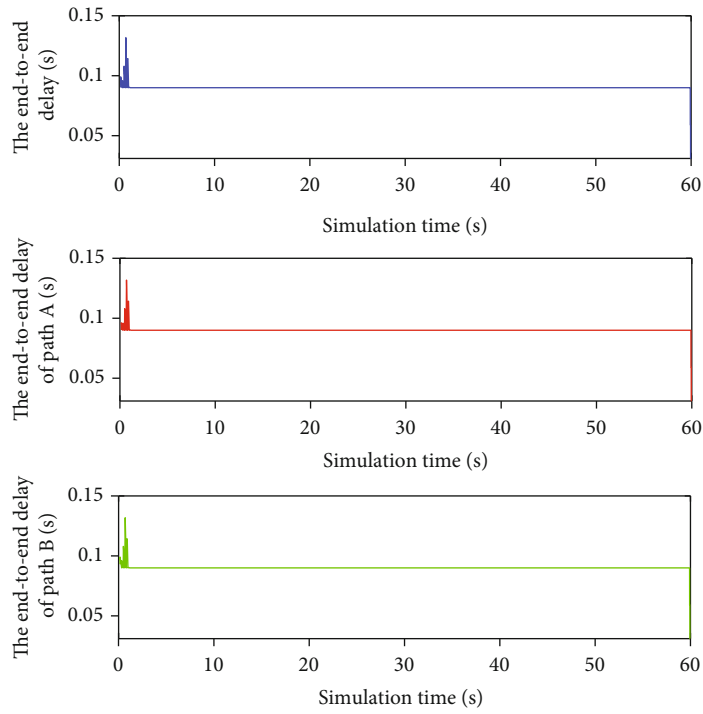 The end-to-end
delay (s)
0.15
0.1
0.05
0 10 20 30 40 50 60
Simulation time (s)
The end-to-end delay
of path A (s)
0.15
0.1
0.05
0 10 20 30 40 50 60
Simulation time (s)
The end-to-end delay
of path B (s)
0.15
0.1
0.05
0 10 20 30 40 50 60
Simulation time (s)